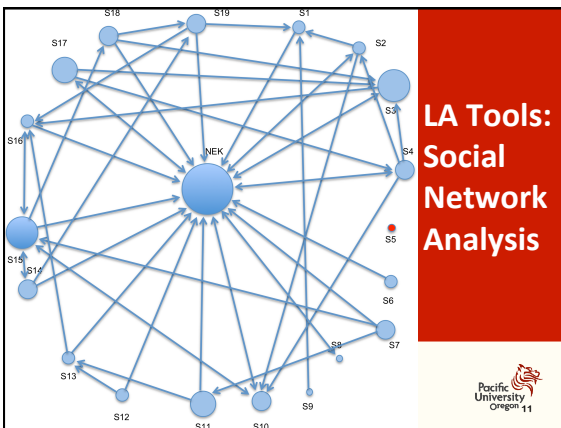 S18
S19
S1
S17
S2
S3
S16
NEK
S4
S5
S15
S14
S6
S7
S8
S13
S12
S11
S10
S9
LA Tools:
Social
Network
Analysis
Pacific
University
Oregon 11